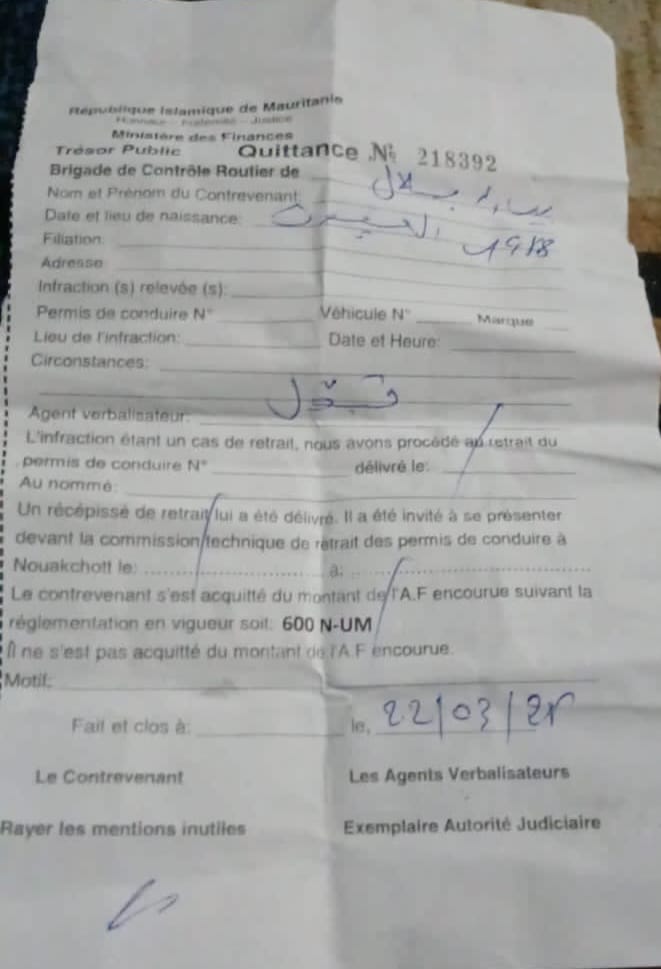 République Islamique de Mauritanie
Honneur - Fraternité - Justice
Ministère des Finances
Trésor Public Quittance N° 218392
Brigade de Contrôle Routier de
Nom et Prénom du Contrevenant: بلال
Date et lieu de naissance:
Filiation:
Adresse
Infraction (s) relevée (s):
Permis de conduire N° Véhicule N° Marque
Lieu de l'infraction: Date et Heure:
Circonstances:
Agent verbalisateur:
L'infraction étant un cas de retrait, nous avons procédé au retrait du
permis de conduire N° délivré le:
Au nommé:
Un récépissé de retrait lui a été délivré. Il a été invité à se présenter
devant la commission technique de retrait des permis de conduire à
Nouakchott le: à:
Le contrevenant s'est acquitté du montant de l'A.F encourue suivant la
réglementation en vigueur soit: 600 N-UM
Il ne s'est pas acquitté du montant de l'A.F encourue.
Motif:
Fait et clos à: le, 22/03/25
Le Contrevenant Les Agents Verbalisateurs
Rayer les mentions inutiles Exemplaire Autorité Judiciaire